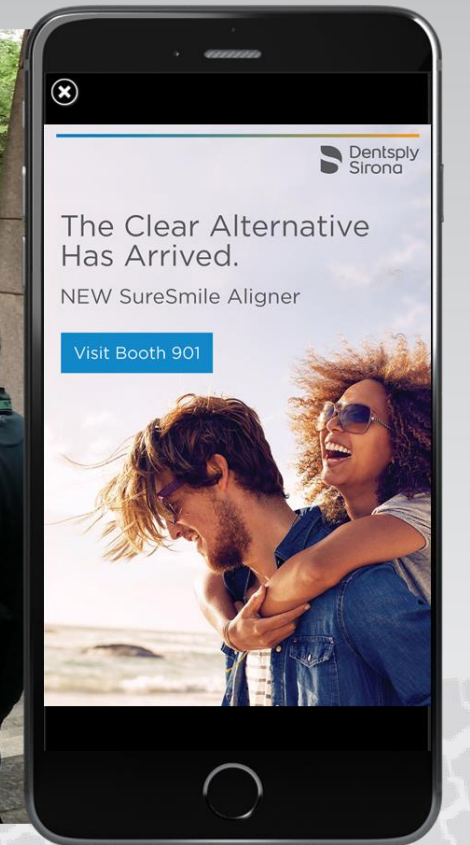 Dentsply
Sirona
The Clear Alternative
Has Arrived.
NEW SureSmile Aligner
Visit Booth 901